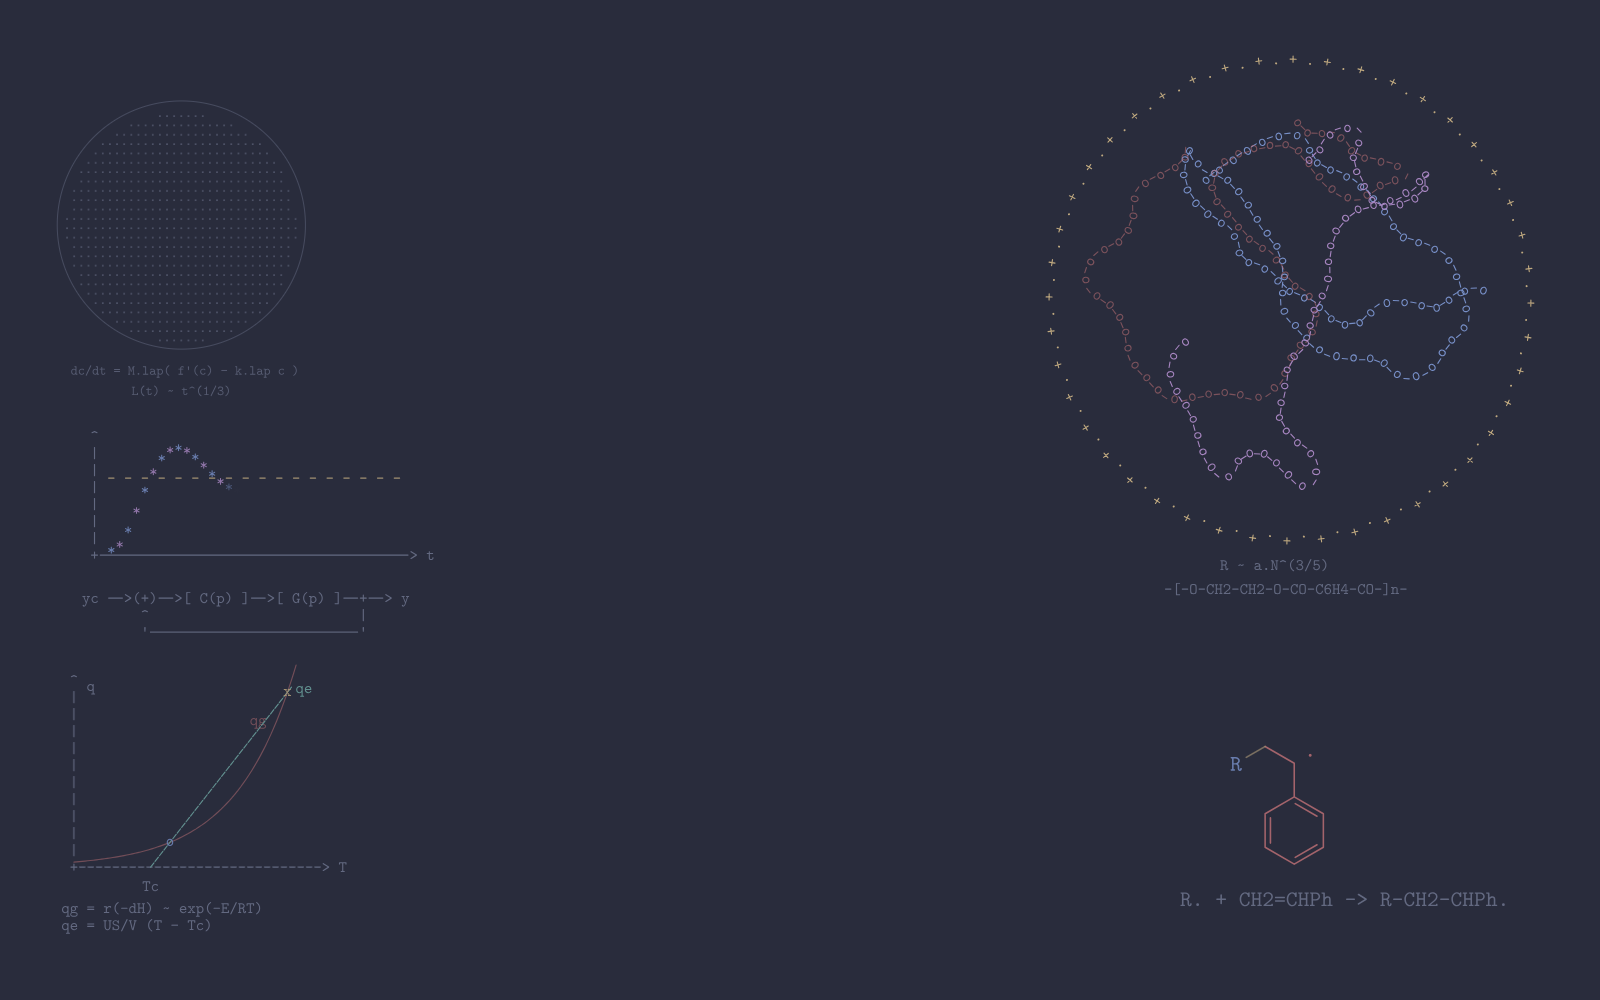 dc/dt = M.lap( f'(c) - k.lap c )
L(t) ~ t^(1/3)
t
yc -->(+)-->[ C(p) ]-->[ G(p) ]--+--> y
q
qe
qg
T
Tc
qg = r(-dH) ~ exp(-E/RT)
qe = US/V (T - Tc)
R ~ a.N^(3/5)
-[-O-CH2-CH2-O-CO-C6H4-CO-]n-
R
R. + CH2=CHPh -> R-CH2-CHPh.